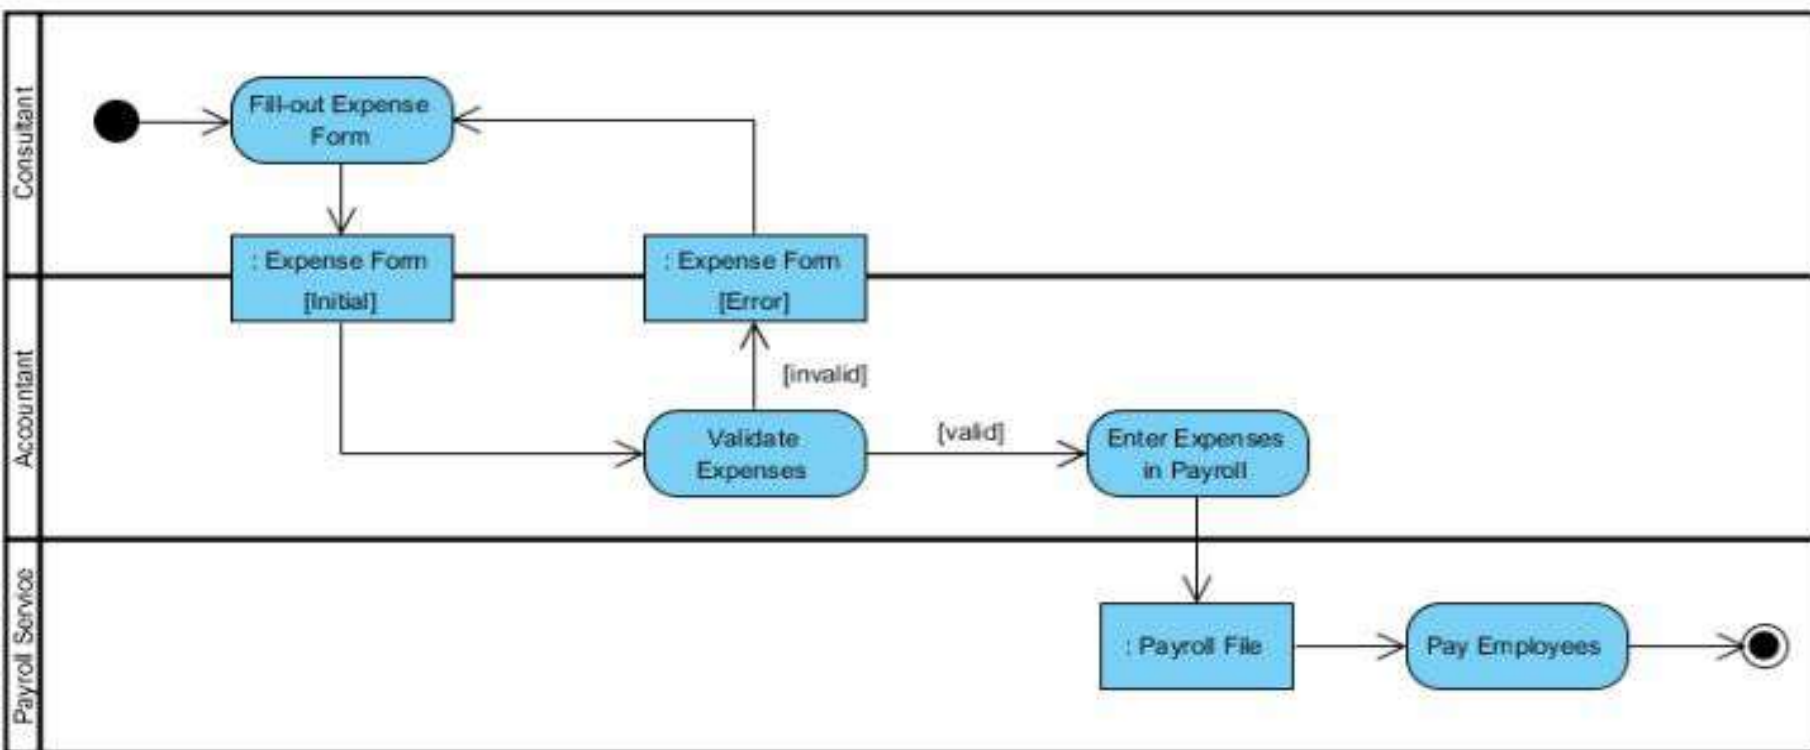 Consultant
Fill-out Expense
Form
: Expense Form
[Initial]
: Expense Form
[Error]
Accountant
[invalid]
Validate
Expenses
[valid]
Enter Expenses
in Payroll
Payroll Service
: Payroll File
Pay Employees